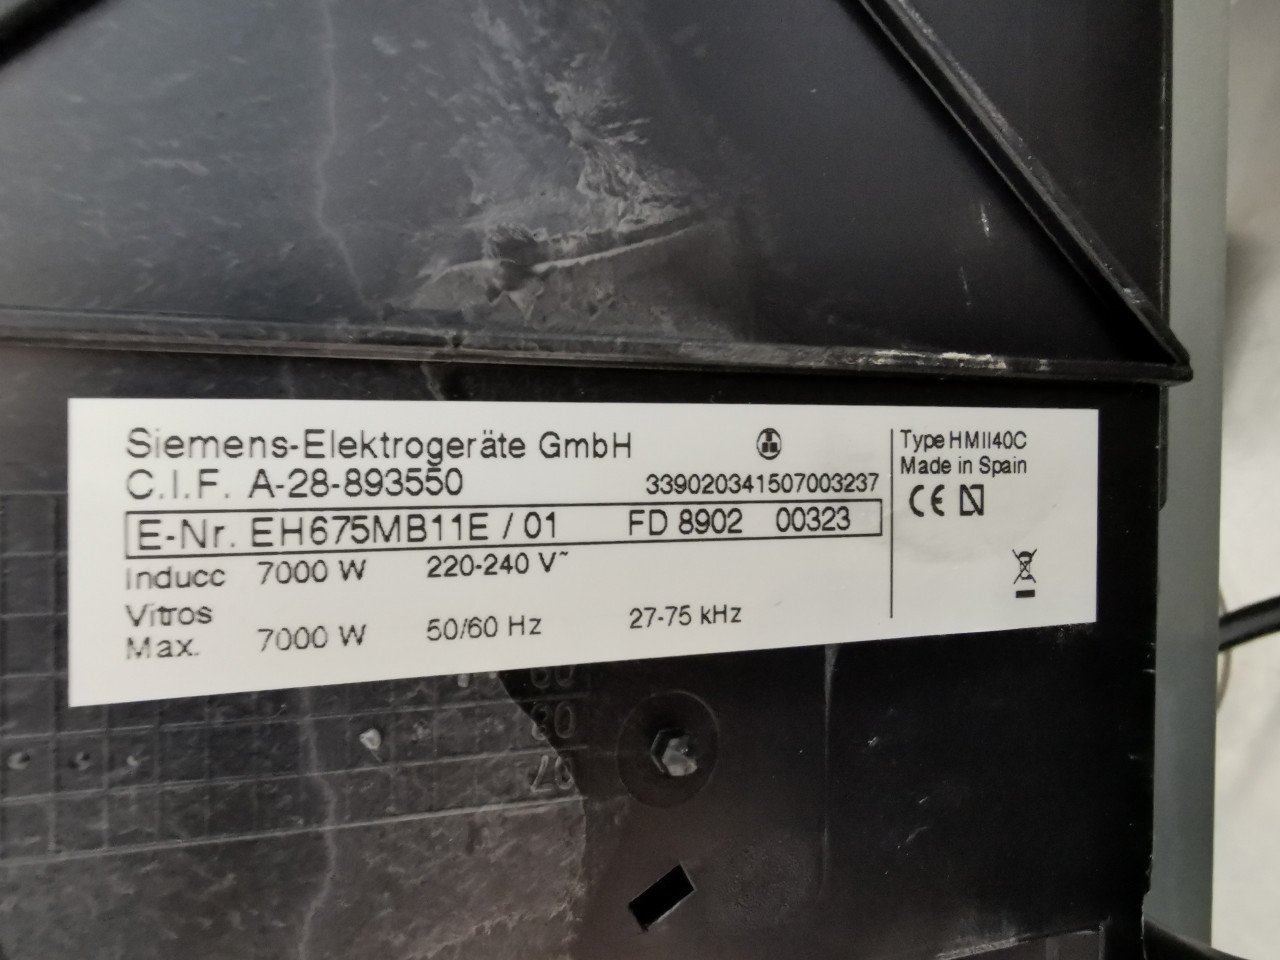 Siemens-Elektrogeräte GmbH
C.I.F. A-28-893550
339020341507003237
E-Nr. EH675MB11E / 01 FD 8902 00323
Inducc 7000 W 220-240 V~
Vitros
Max. 7000 W 50/60 Hz 27-75 kHz
Type HMII40C
Made in Spain
CE
60